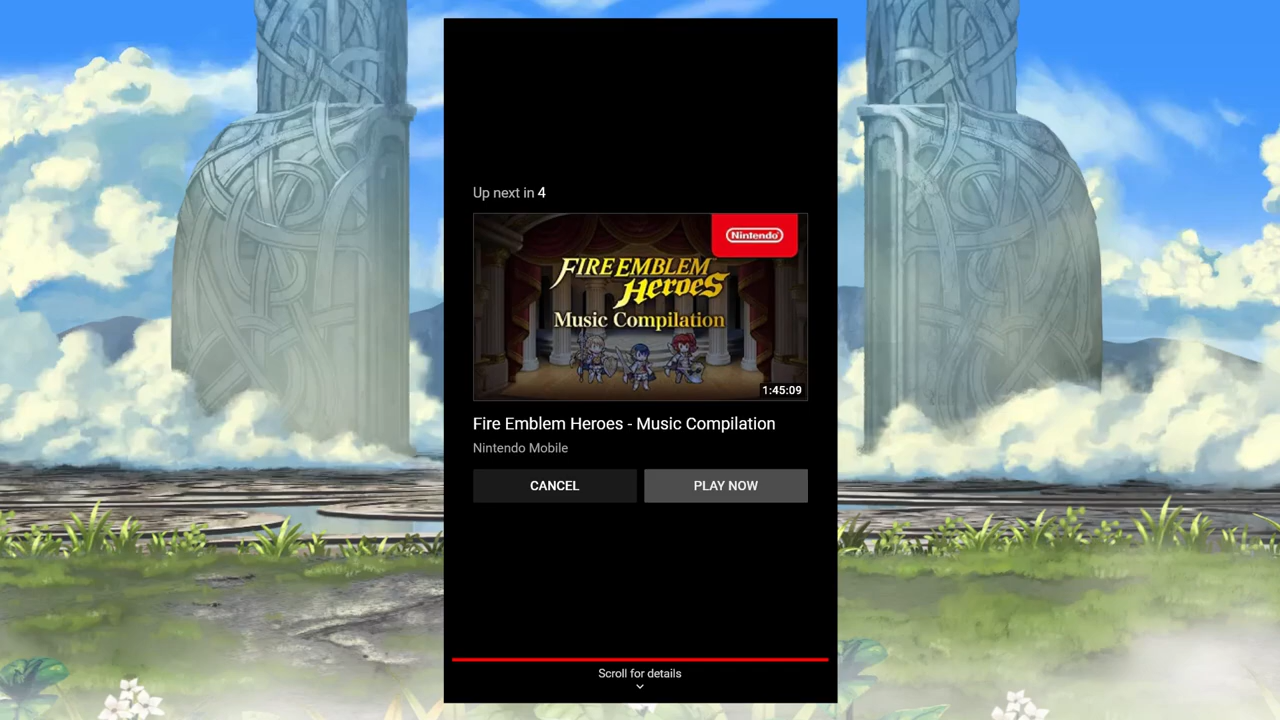 Up next in 4
Nintendo
FIRE EMBLEM
Heroes
Music Compilation
1:45:09
Fire Emblem Heroes - Music Compilation
Nintendo Mobile
CANCEL
PLAY NOW
Scroll for details